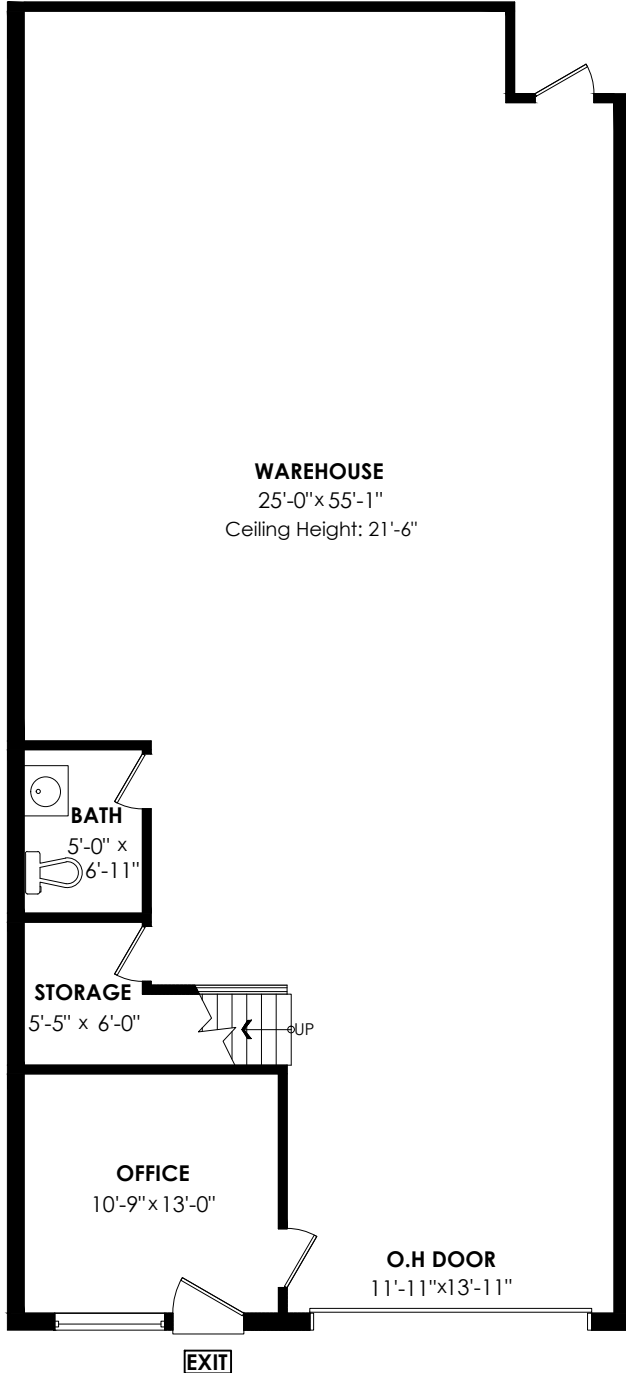 WAREHOUSE
25'-0" x 55'-1"
Ceiling Height: 21'-6"
BATH
5'-0" x
6'-11"
STORAGE
5'-5" x 6'-0"
UP
OFFICE
10'-9" x 13'-0"
O.H DOOR
11'-11"x13'-11"
EXIT